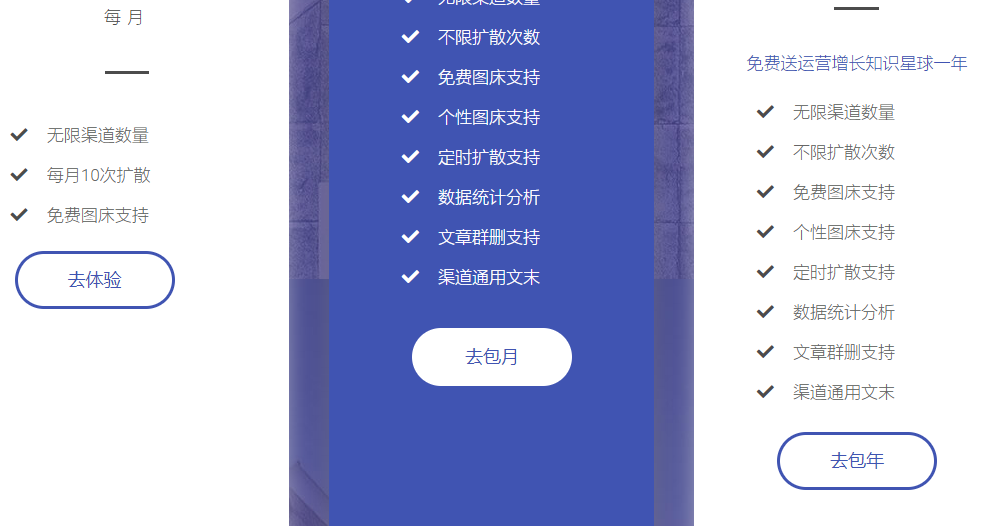 每 月
无限渠道数量
每月10次扩散
免费图床支持
去体验
无限渠道数量
不限扩散次数
免费图床支持
个性图床支持
定时扩散支持
数据统计分析
文章群删支持
渠道通用文末
去包月
免费送运营增长知识星球一年
无限渠道数量
不限扩散次数
免费图床支持
个性图床支持
定时扩散支持
数据统计分析
文章群删支持
渠道通用文末
去包年